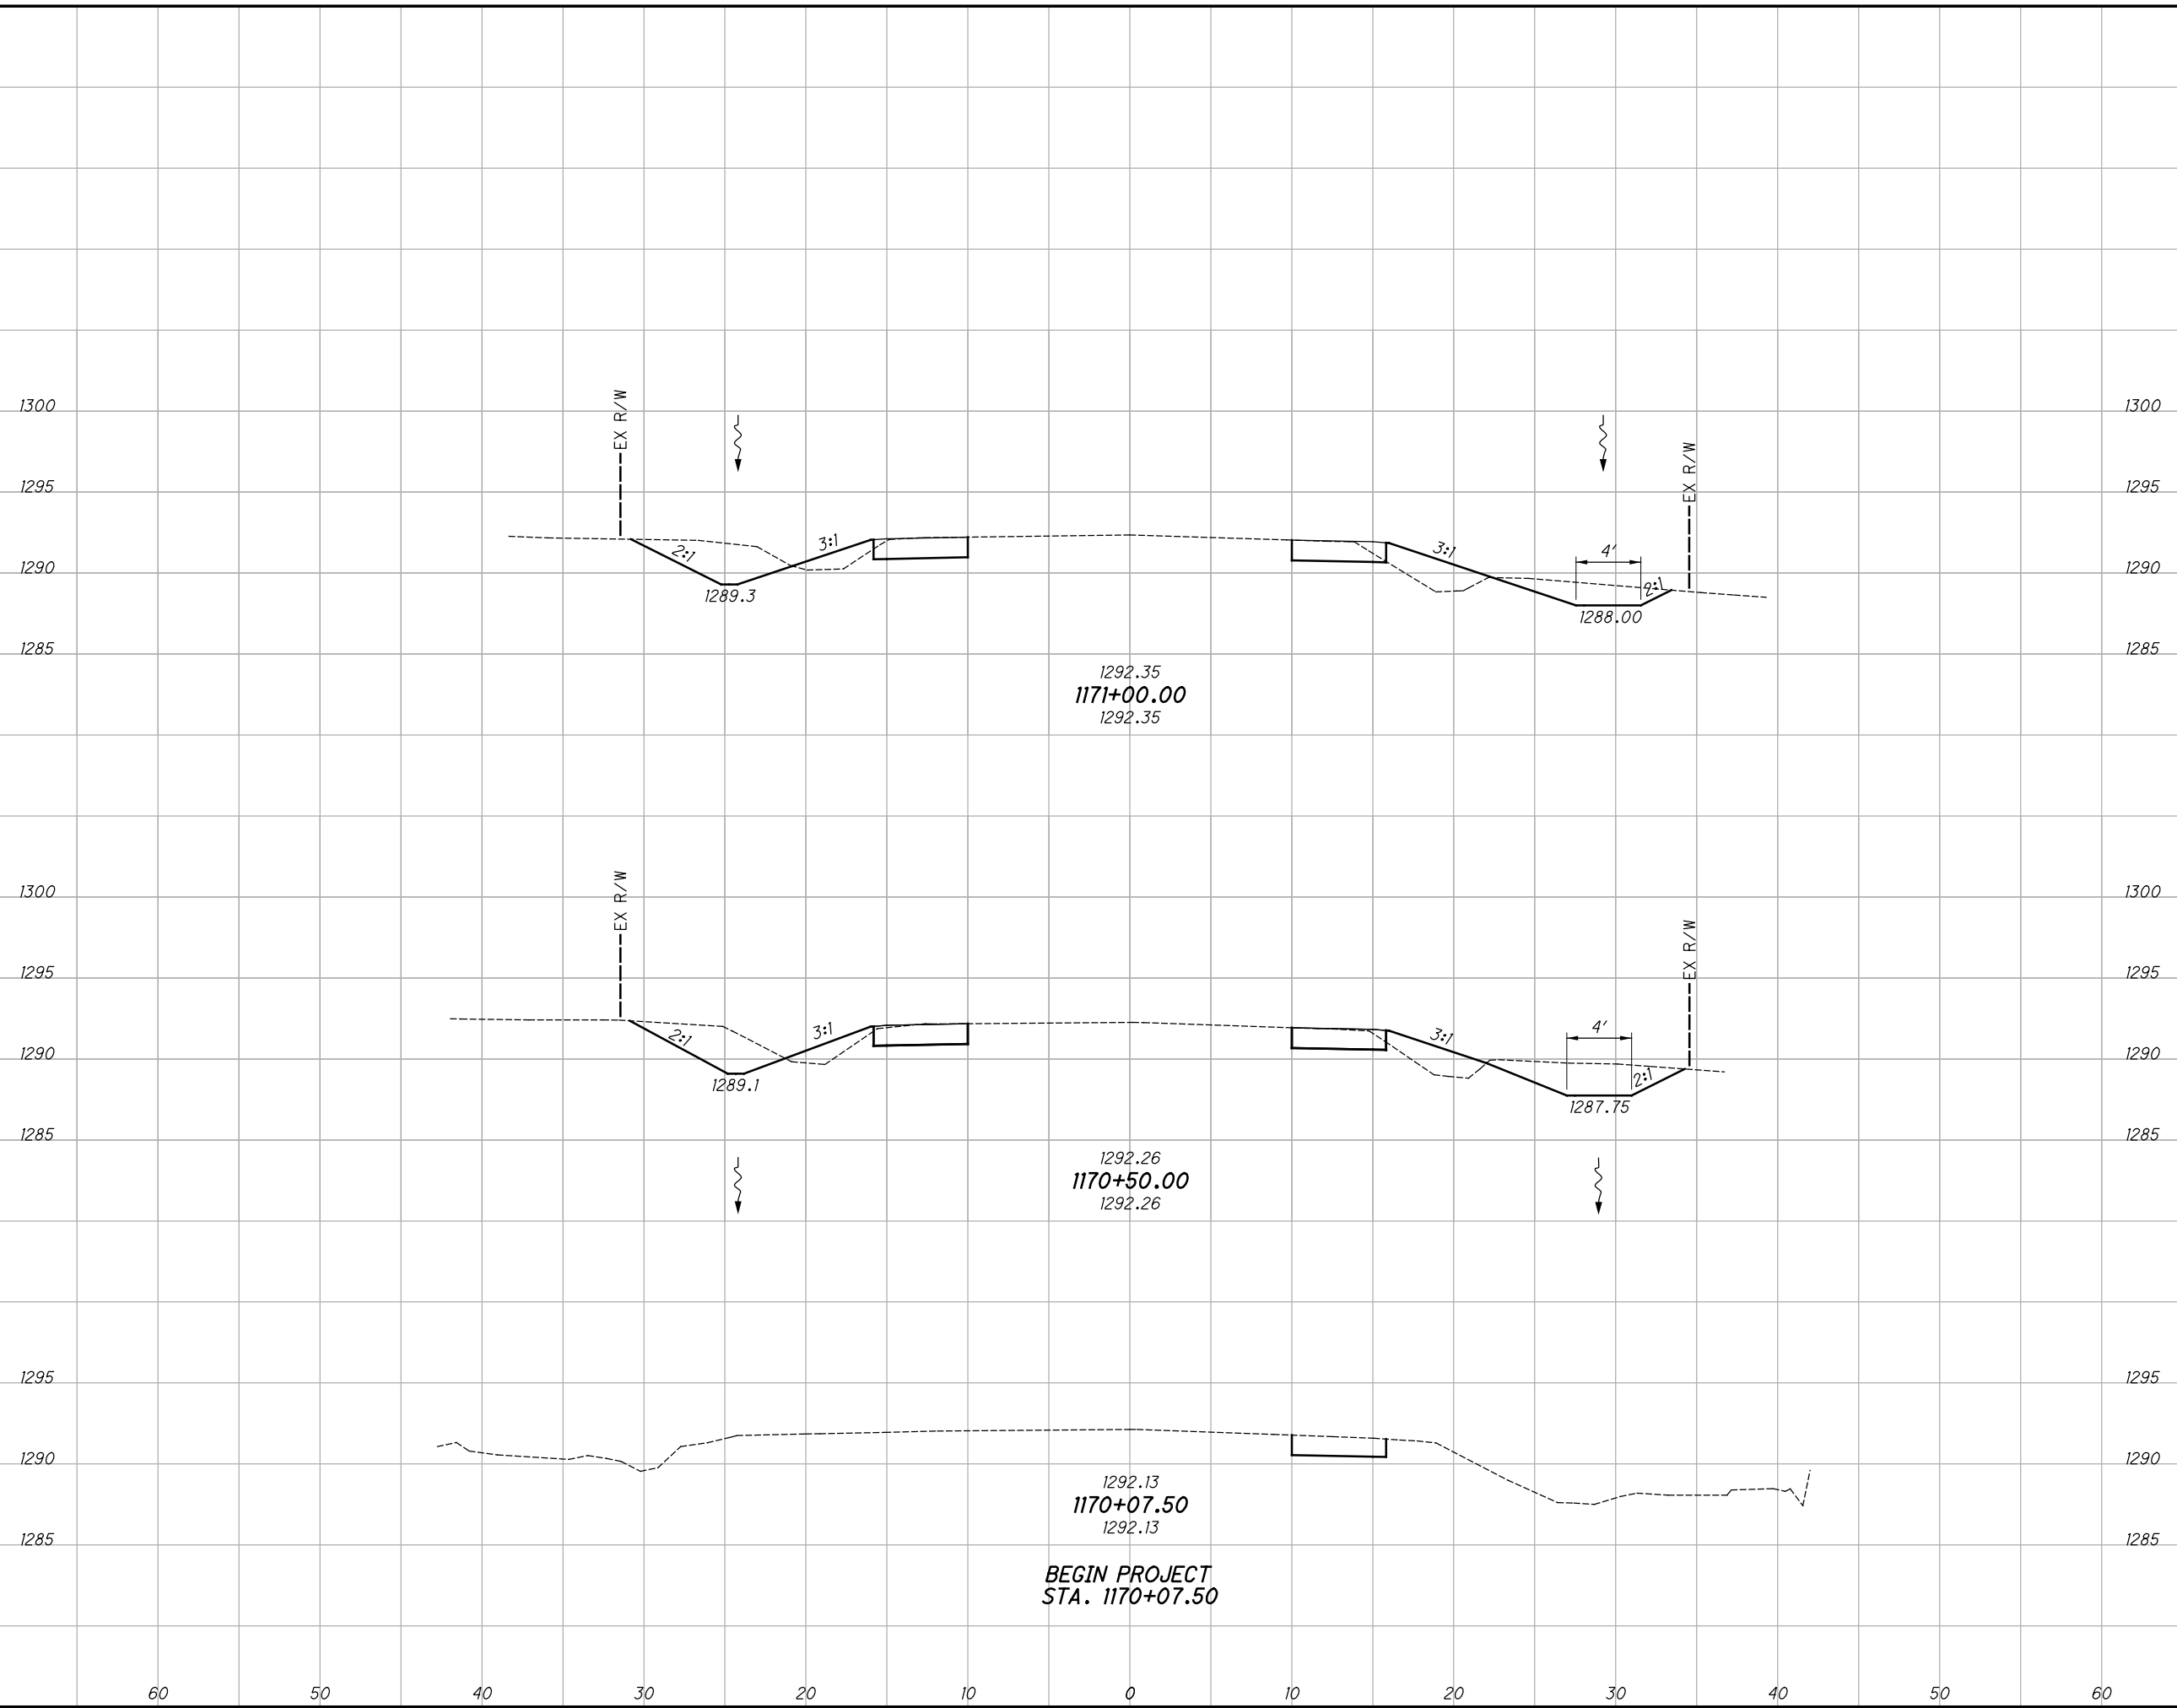 EX R/W
1300 1300
EX R/W
1295 1295
2:1 3:1 3:1 4'
1290 2:1 1290
1289.3 1288.00
1285 1285
1292.35
1171+00.00
1292.35
EX R/W
1300 1300
EX R/W
1295 1295
2:1 3:1 3:1 4'
1290 2:1 1290
1289.1 1287.75
1285 1285
1292.26
1170+50.00
1292.26
1295 1295
1290 1290
1292.13
1170+07.50
1292.13
1285 1285
BEGIN PROJECT
STA. 1170+07.50
60 50 40 30 20 10 0 10 20 30 40 50 60